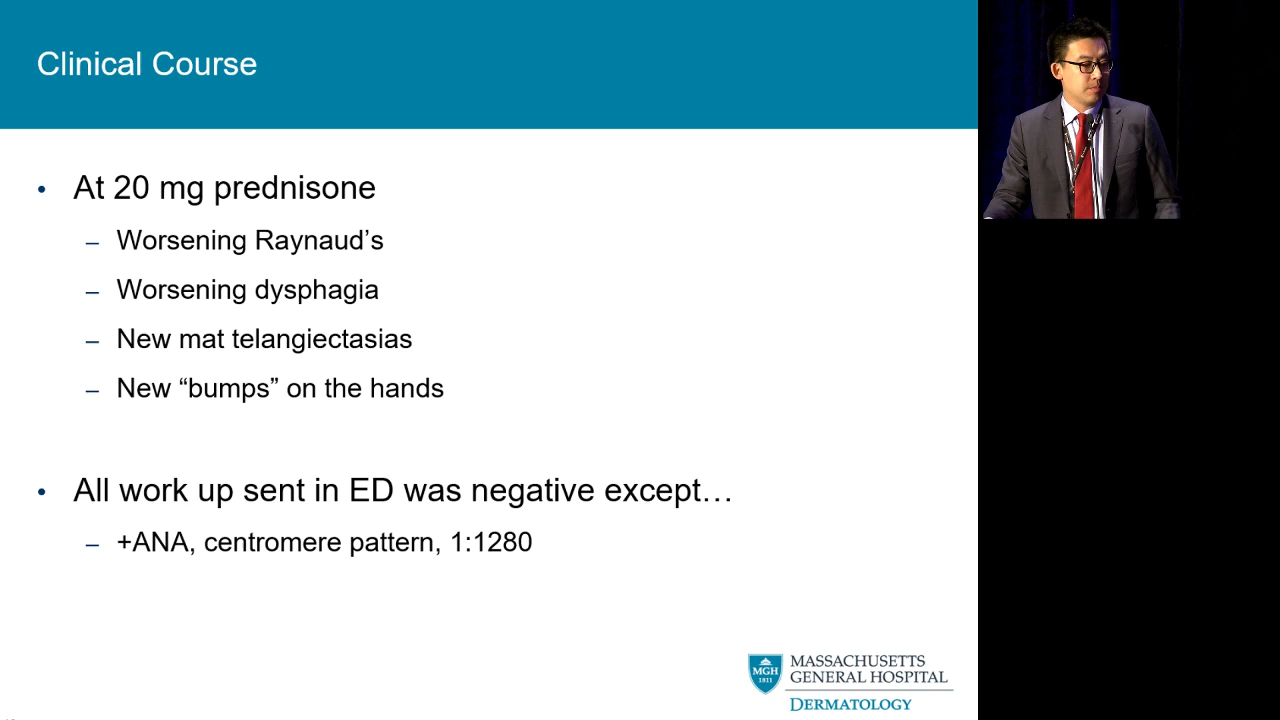 Clinical Course
• At 20 mg prednisone
– Worsening Raynaud’s
– Worsening dysphagia
– New mat telangiectasias
– New “bumps” on the hands
• All work up sent in ED was negative except…
– +ANA, centromere pattern, 1:1280
MGH
1811
MASSACHUSETTS
GENERAL HOSPITAL
DERMATOLOGY